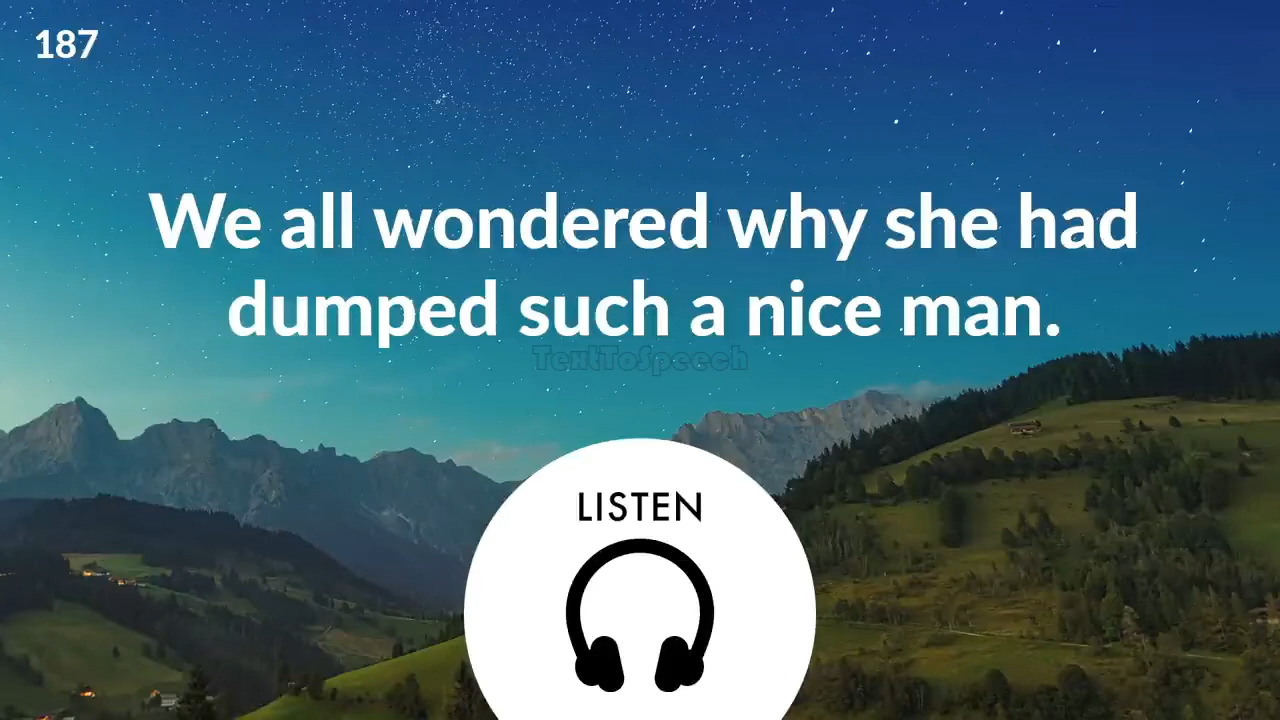 187
We all wondered why she had
dumped such a nice man.
TextToSpeech
LISTEN